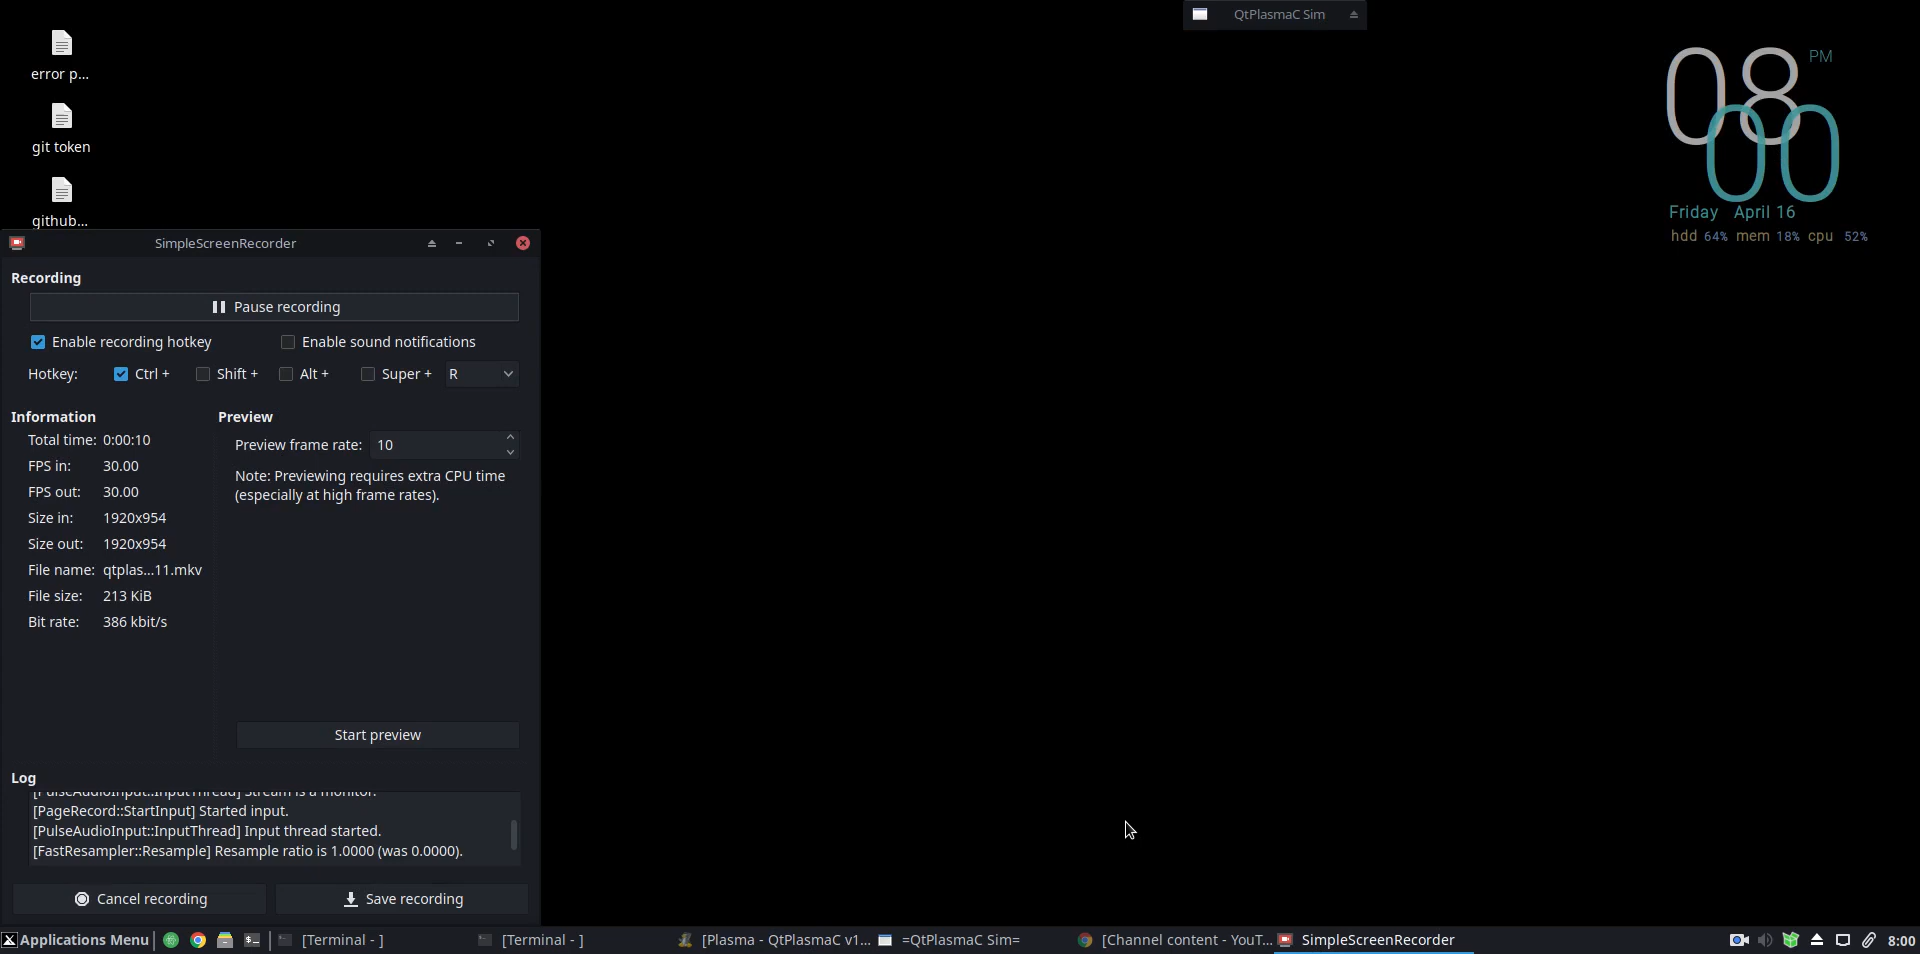 QtPlasmaC Sim
error p...
git token
github...
08
PM
00
Friday April 16
hdd 64% mem 18% cpu 52%
SimpleScreenRecorder
Recording
Pause recording
Enable recording hotkey
Enable sound notifications
Hotkey: Ctrl + Shift + Alt + Super + R
Information
Total time: 0:00:10
FPS in: 30.00
FPS out: 30.00
Size in: 1920x954
Size out: 1920x954
File name: qtplas...11.mkv
File size: 213 KiB
Bit rate: 386 kbit/s
Preview
Preview frame rate: 10
Note: Previewing requires extra CPU time
(especially at high frame rates).
Start preview
Log
[PulseAudioInput::InputThread] Stream is a monitor.
[PageRecord::StartInput] Started input.
[PulseAudioInput::InputThread] Input thread started.
[FastResampler::Resample] Resample ratio is 1.0000 (was 0.0000).
Cancel recording
Save recording
Applications Menu
[Terminal - ]
[Terminal - ]
[Plasma - QtPlasmaC v1...
=QtPlasmaC Sim=
[Channel content - YouT...
SimpleScreenRecorder
8:00